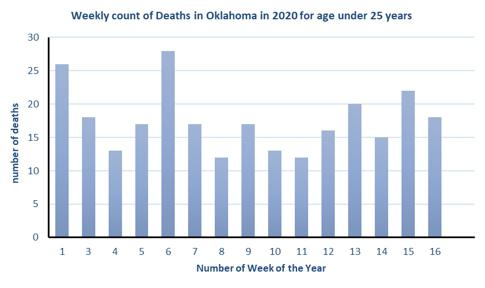 Weekly count of Deaths in Oklahoma in 2020 for age under 25 years
number of deaths
30
25
20
15
10
5
0
1 3 4 5 6 7 8 9 10 11 12 13 14 15 16
Number of Week of the Year